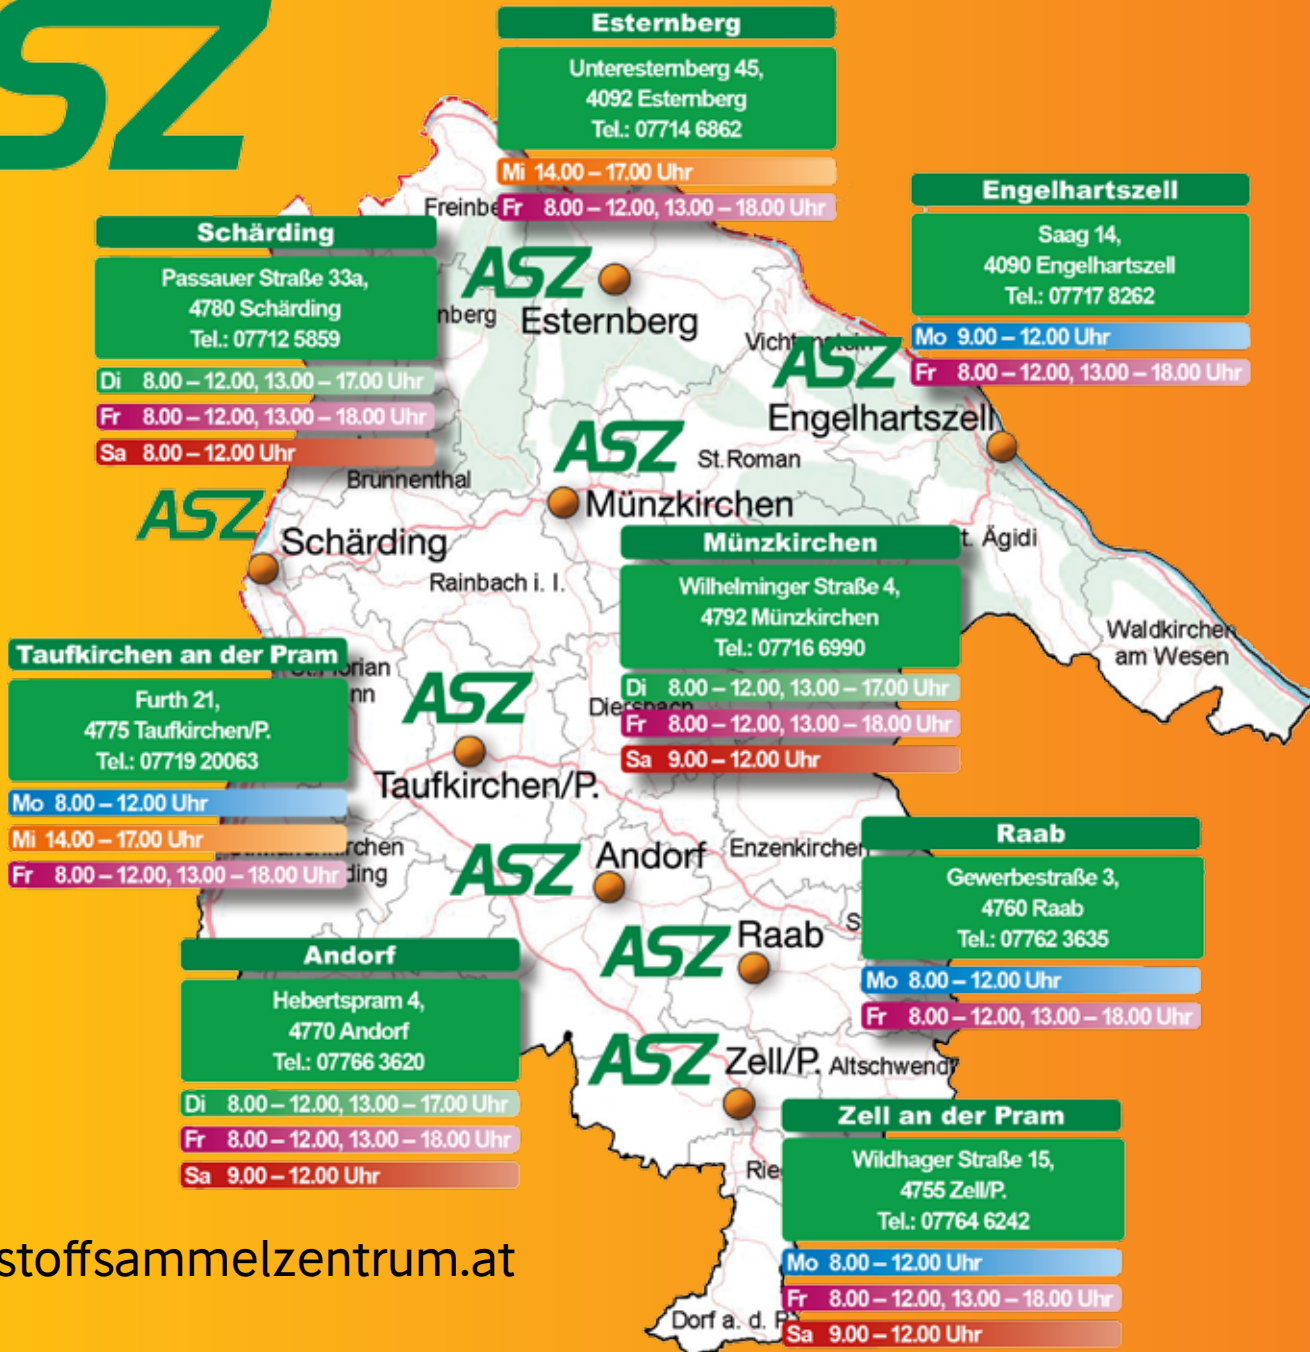 SZ
Esternberg
Unteresternberg 45,
4092 Esternberg
Tel.: 07714 6862
Mi 14.00 – 17.00 Uhr
Fr 8.00 – 12.00, 13.00 – 18.00 Uhr
Engelhartszell
Saag 14,
4090 Engelhartszell
Tel.: 07717 8262
Mo 9.00 – 12.00 Uhr
Fr 8.00 – 12.00, 13.00 – 18.00 Uhr
Schärding
Passauer Straße 33a,
4780 Schärding
Tel.: 07712 5859
Di 8.00 – 12.00, 13.00 – 17.00 Uhr
Fr 8.00 – 12.00, 13.00 – 18.00 Uhr
Sa 8.00 – 12.00 Uhr
Freinbe
ASZ
nberg
Esternberg
ASZ
Engelhartszell
ASZ
St.Roman
Münzkirchen
Brunnenthal
ASZ
Schärding
Rainbach i. I.
t. Ägidi
Waldkirchen
am Wesen
Münzkirchen
Wilhelminger Straße 4,
4792 Münzkirchen
Tel.: 07716 6990
Di 8.00 – 12.00, 13.00 – 17.00 Uhr
Fr 8.00 – 12.00, 13.00 – 18.00 Uhr
Sa 9.00 – 12.00 Uhr
Taufkirchen an der Pram
Furth 21,
4775 Taufkirchen/P.
Tel.: 07719 20063
Mo 8.00 – 12.00 Uhr
Mi 14.00 – 17.00 Uhr
Fr 8.00 – 12.00, 13.00 – 18.00 Uhr
orian
nn
ASZ
Taufkirchen/P.
Diersbach
rchen
ding
ASZ
Andorf
Enzenkirchen
ASZ
Raab
S
Raab
Gewerbestraße 3,
4760 Raab
Tel.: 07762 3635
Mo 8.00 – 12.00 Uhr
Fr 8.00 – 12.00, 13.00 – 18.00 Uhr
Andorf
Hebertspram 4,
4770 Andorf
Tel.: 07766 3620
Di 8.00 – 12.00, 13.00 – 17.00 Uhr
Fr 8.00 – 12.00, 13.00 – 18.00 Uhr
Sa 9.00 – 12.00 Uhr
ASZ
Zell/P.
Altschwendt
Rie
Zell an der Pram
Wildhager Straße 15,
4755 Zell/P.
Tel.: 07764 6242
Mo 8.00 – 12.00 Uhr
Fr 8.00 – 12.00, 13.00 – 18.00 Uhr
Sa 9.00 – 12.00 Uhr
Dorf a. d. P
stoffsammelzentrum.at